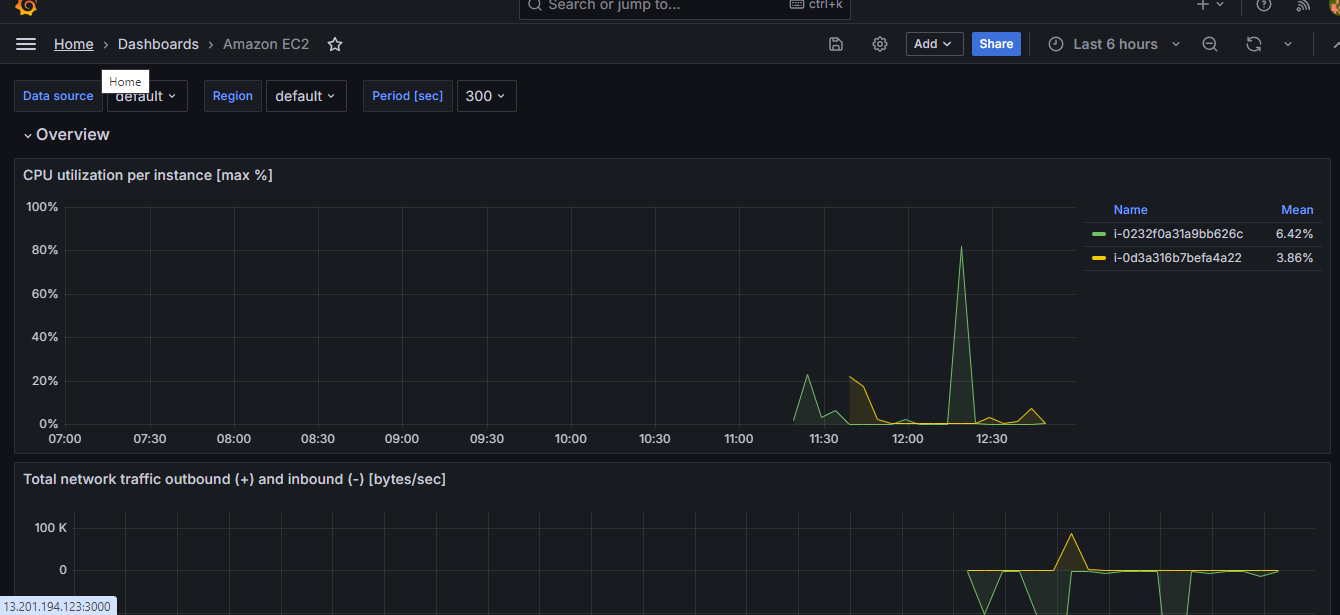 Search or jump to... ctrl+k
Home › Dashboards › Amazon EC2 Add Share Last 6 hours
Home
Data source default Region default Period [sec] 300
Overview
CPU utilization per instance [max %]
100%
80%
60%
40%
20%
0%
07:00 07:30 08:00 08:30 09:00 09:30 10:00 10:30 11:00 11:30 12:00 12:30
Name Mean
i-0232f0a31a9bb626c 6.42%
i-0d3a316b7befa4a22 3.86%
Total network traffic outbound (+) and inbound (-) [bytes/sec]
100 K
0
13.201.194.123:3000